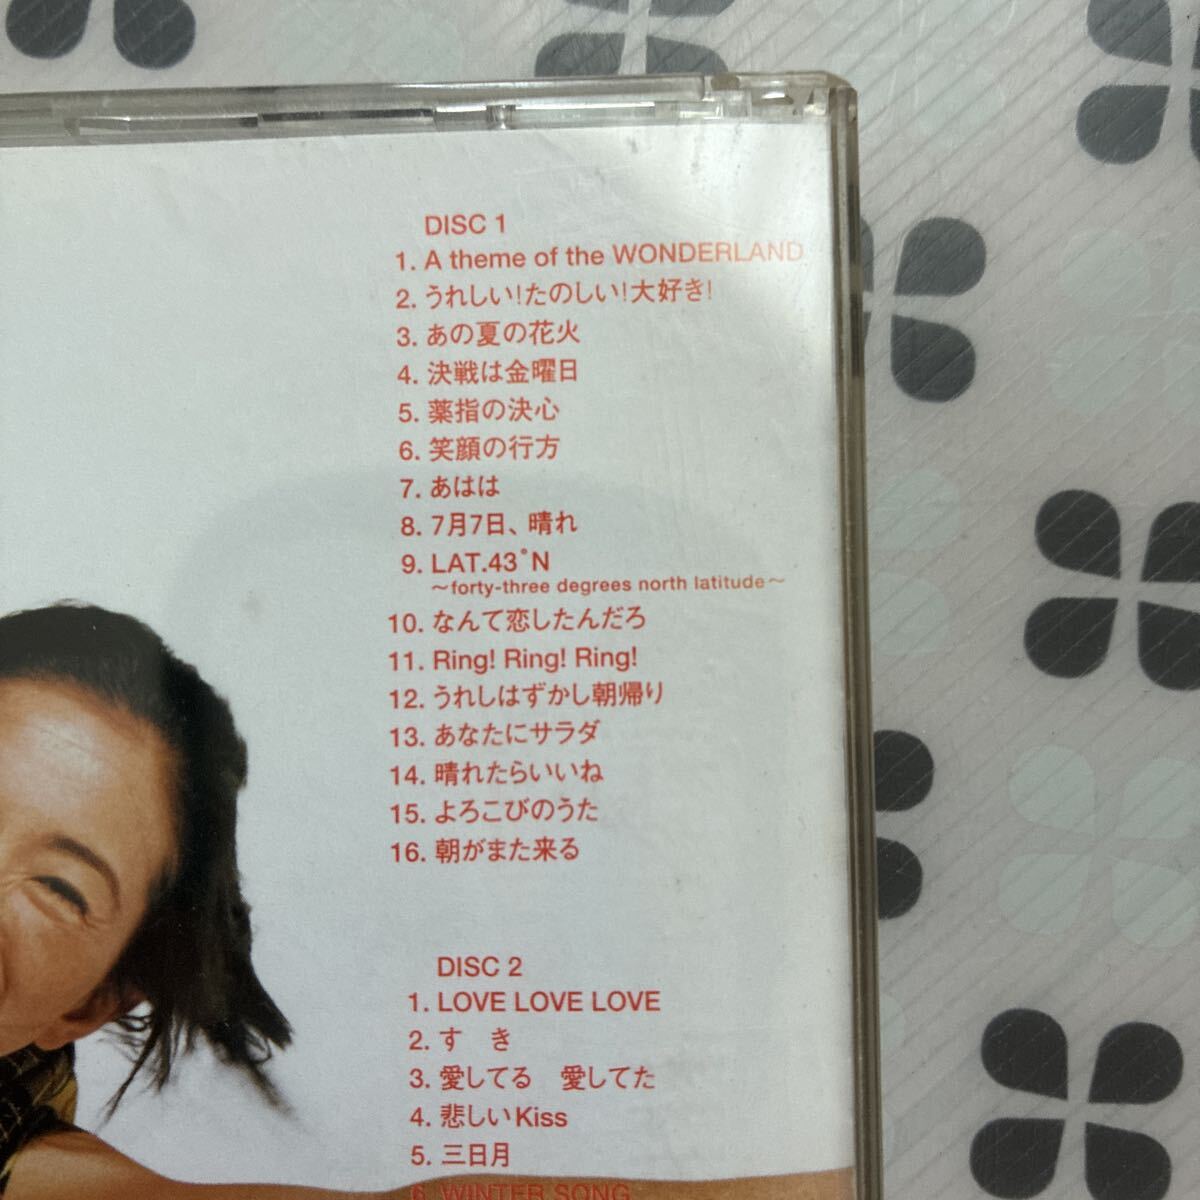 DISC 1
1. A theme of the WONDERLAND
2. うれしい!たのしい!大好き!
3. あの夏の花火
4. 決戦は金曜日
5. 薬指の決心
6. 笑顔の行方
7. あはは
8. 7月7日、晴れ
9. LAT.43°N
～forty-three degrees north latitude～
10. なんて恋したんだろ
11. Ring! Ring! Ring!
12. うれしはずかし朝帰り
13. あなたにサラダ
14. 晴れたらいいね
15. よろこびのうた
16. 朝がまた来る
DISC 2
1. LOVE LOVE LOVE
2. す　き
3. 愛してる　愛してた
4. 悲しいKiss
5. 三日月
6. WINTER SONG